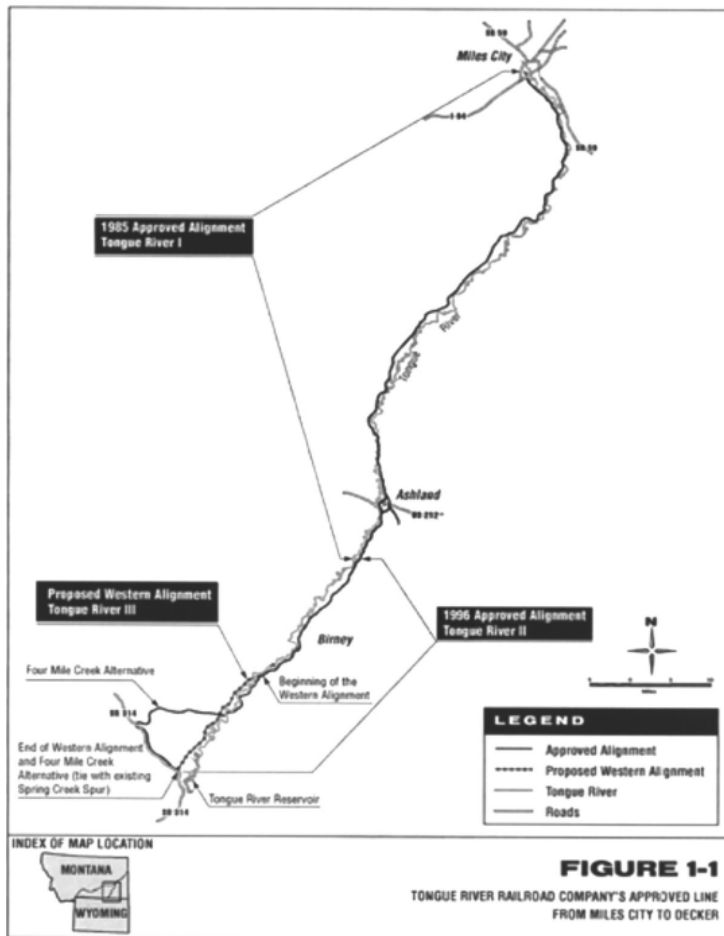 Miles City
1985 Approved Alignment
Tongue River I
River
Tongue
Ashland
Proposed Western Alignment
Tongue River III
1996 Approved Alignment
Tongue River II
Birney
N
Four Mile Creek Alternative
Beginning of the
Western Alignment
End of Western Alignment
and Four Mile Creek
Alternative (tie with existing
Spring Creek Spur)
Tongue River Reservoir
LEGEND
Approved Alignment
Proposed Western Alignment
Tongue River
Roads
INDEX OF MAP LOCATION
MONTANA
WYOMING
FIGURE 1-1
TONGUE RIVER RAILROAD COMPANY'S APPROVED LINE
FROM MILES CITY TO DECKER